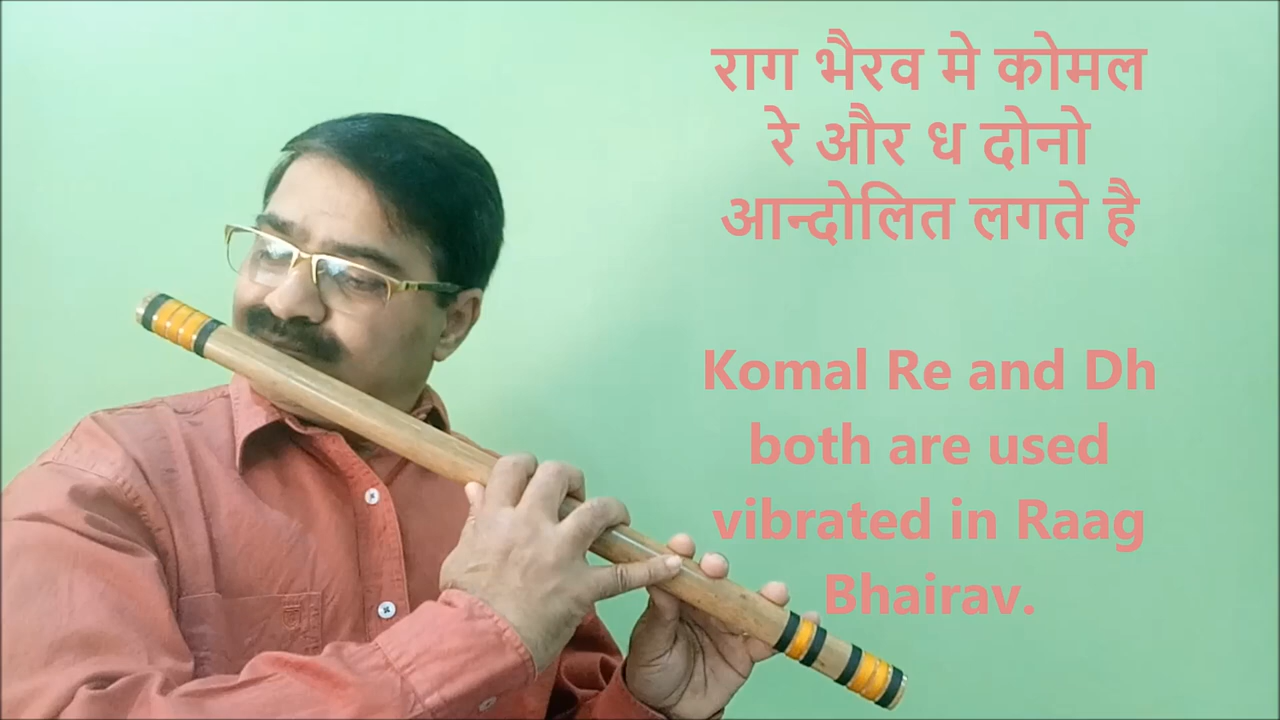 राग भैरव मे कोमल
रे और ध दोनो
आन्दोलित लगते है
Komal Re and Dh
both are used
vibrated in Raag
Bhairav.